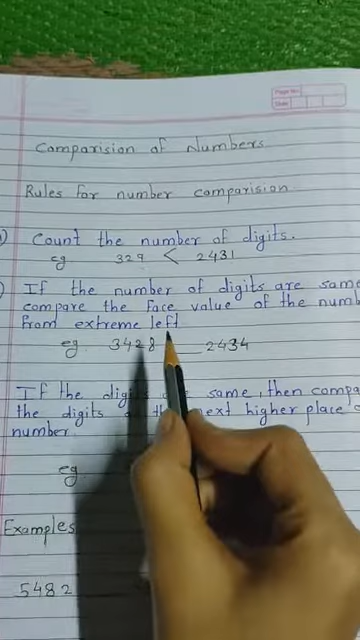 Page No.
Date
Comparision of Numbers
Rules for number comparision
Count the number of digits.
eg 329 < 2431
If the number of digits are same
compare the face value of the numb
from extreme left
eg 3428 2434
If the digits are same, then compa
the digits next higher place
number
eg
Examples
5482